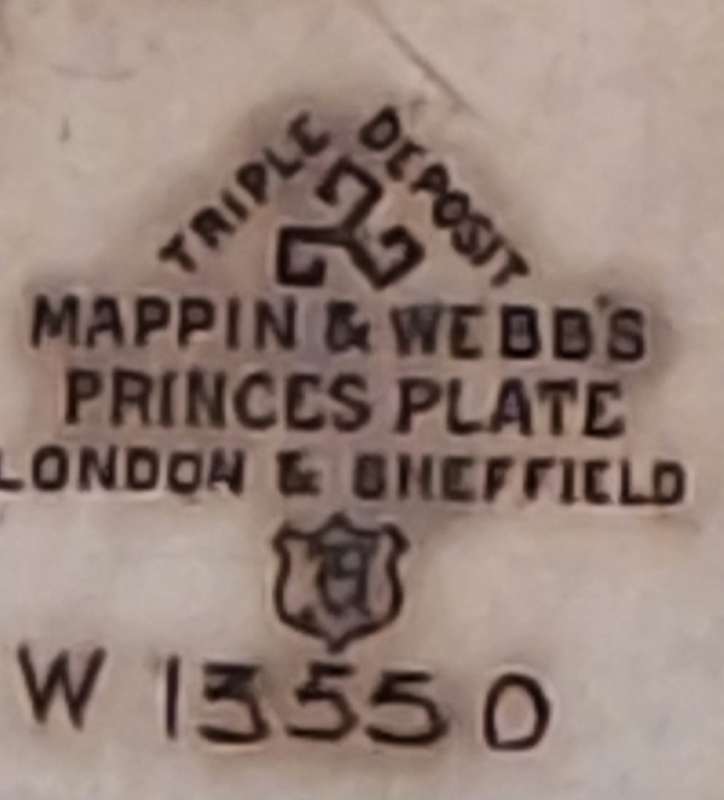 TRIPLE DEPOSIT
MAPPIN & WEBB'S
PRINCES PLATE
LONDON & SHEFFIELD
W 13550